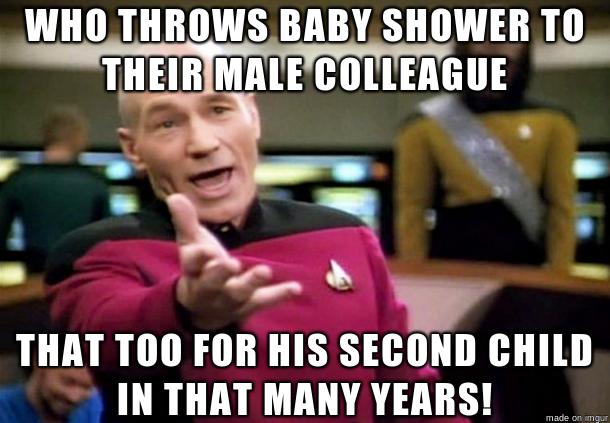 WHO THROWS BABY SHOWER TO
THEIR MALE COLLEAGUE
THAT TOO FOR HIS SECOND CHILD
IN THAT MANY YEARS!
made on imgur